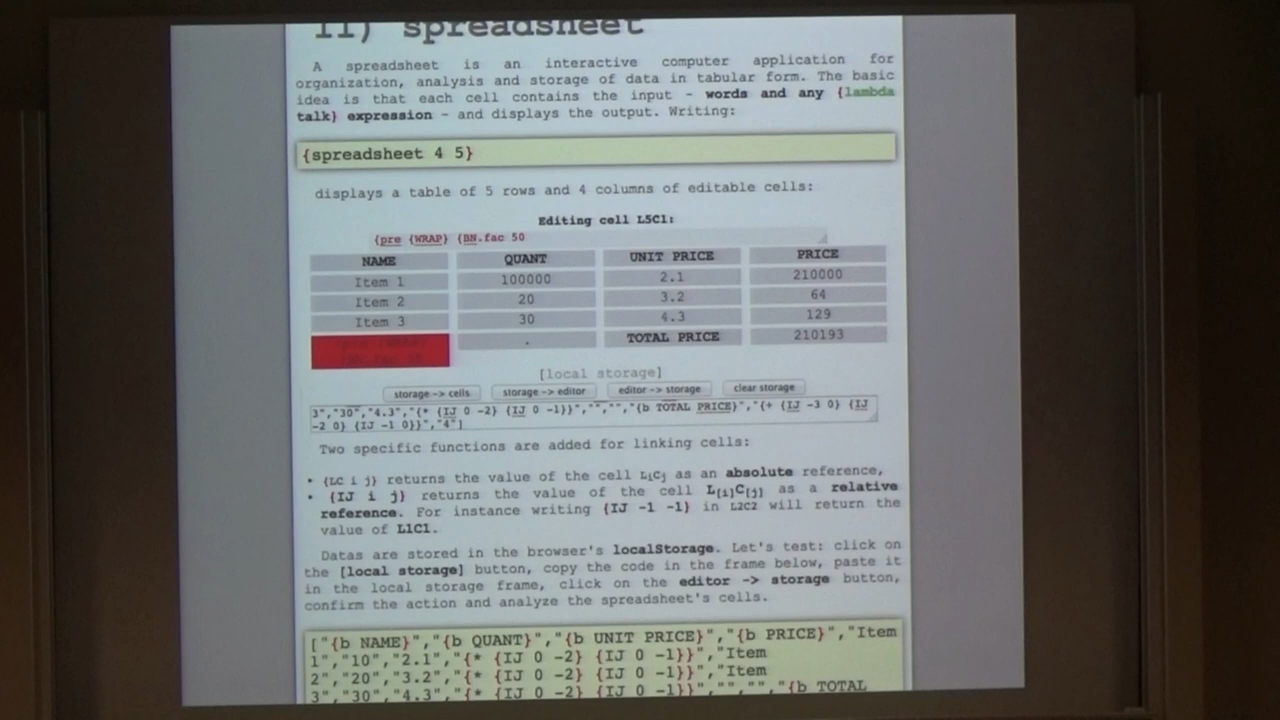 11) spreadsheet
A spreadsheet is an interactive computer application for
organization, analysis and storage of data in tabular form. The basic
idea is that each cell contains the input - words and any {lambda
talk} expression - and displays the output. Writing:
{spreadsheet 4 5}
displays a table of 5 rows and 4 columns of editable cells:
Editing cell L5C1:
{pre {WRAP} {BN.fac 50
NAME QUANT UNIT PRICE PRICE
Item 1 100000 2.1 210000
Item 2 20 3.2 64
Item 3 30 4.3 129
. TOTAL PRICE 210193
[local storage]
storage -> cells storage -> editor editor -> storage clear storage
3","30","4.3","{* {IJ 0 -2} {IJ 0 -1}}","","","{b TOTAL PRICE}","{+ {IJ -3 0} {IJ
-2 0} {IJ -1 0}}","4"]
Two specific functions are added for linking cells:
• {LC i j} returns the value of the cell LiCj as an absolute reference,
• {IJ i j} returns the value of the cell L[i]C[j] as a relative
reference. For instance writing {IJ -1 -1} in L2C2 will return the
value of L1C1.
Datas are stored in the browser's localStorage. Let's test: click on
the [local storage] button, copy the code in the frame below, paste it
in the local storage frame, click on the editor -> storage button,
confirm the action and analyze the spreadsheet's cells.
["{b NAME}","{b QUANT}","{b UNIT PRICE}","{b PRICE}","Item
1","10","2.1","{* {IJ 0 -2} {IJ 0 -1}}","Item
2","20","3.2","{* {IJ 0 -2} {IJ 0 -1}}","Item
3","30","4.3","{* {IJ 0 -2} {IJ 0 -1}}","","","{b TOTAL